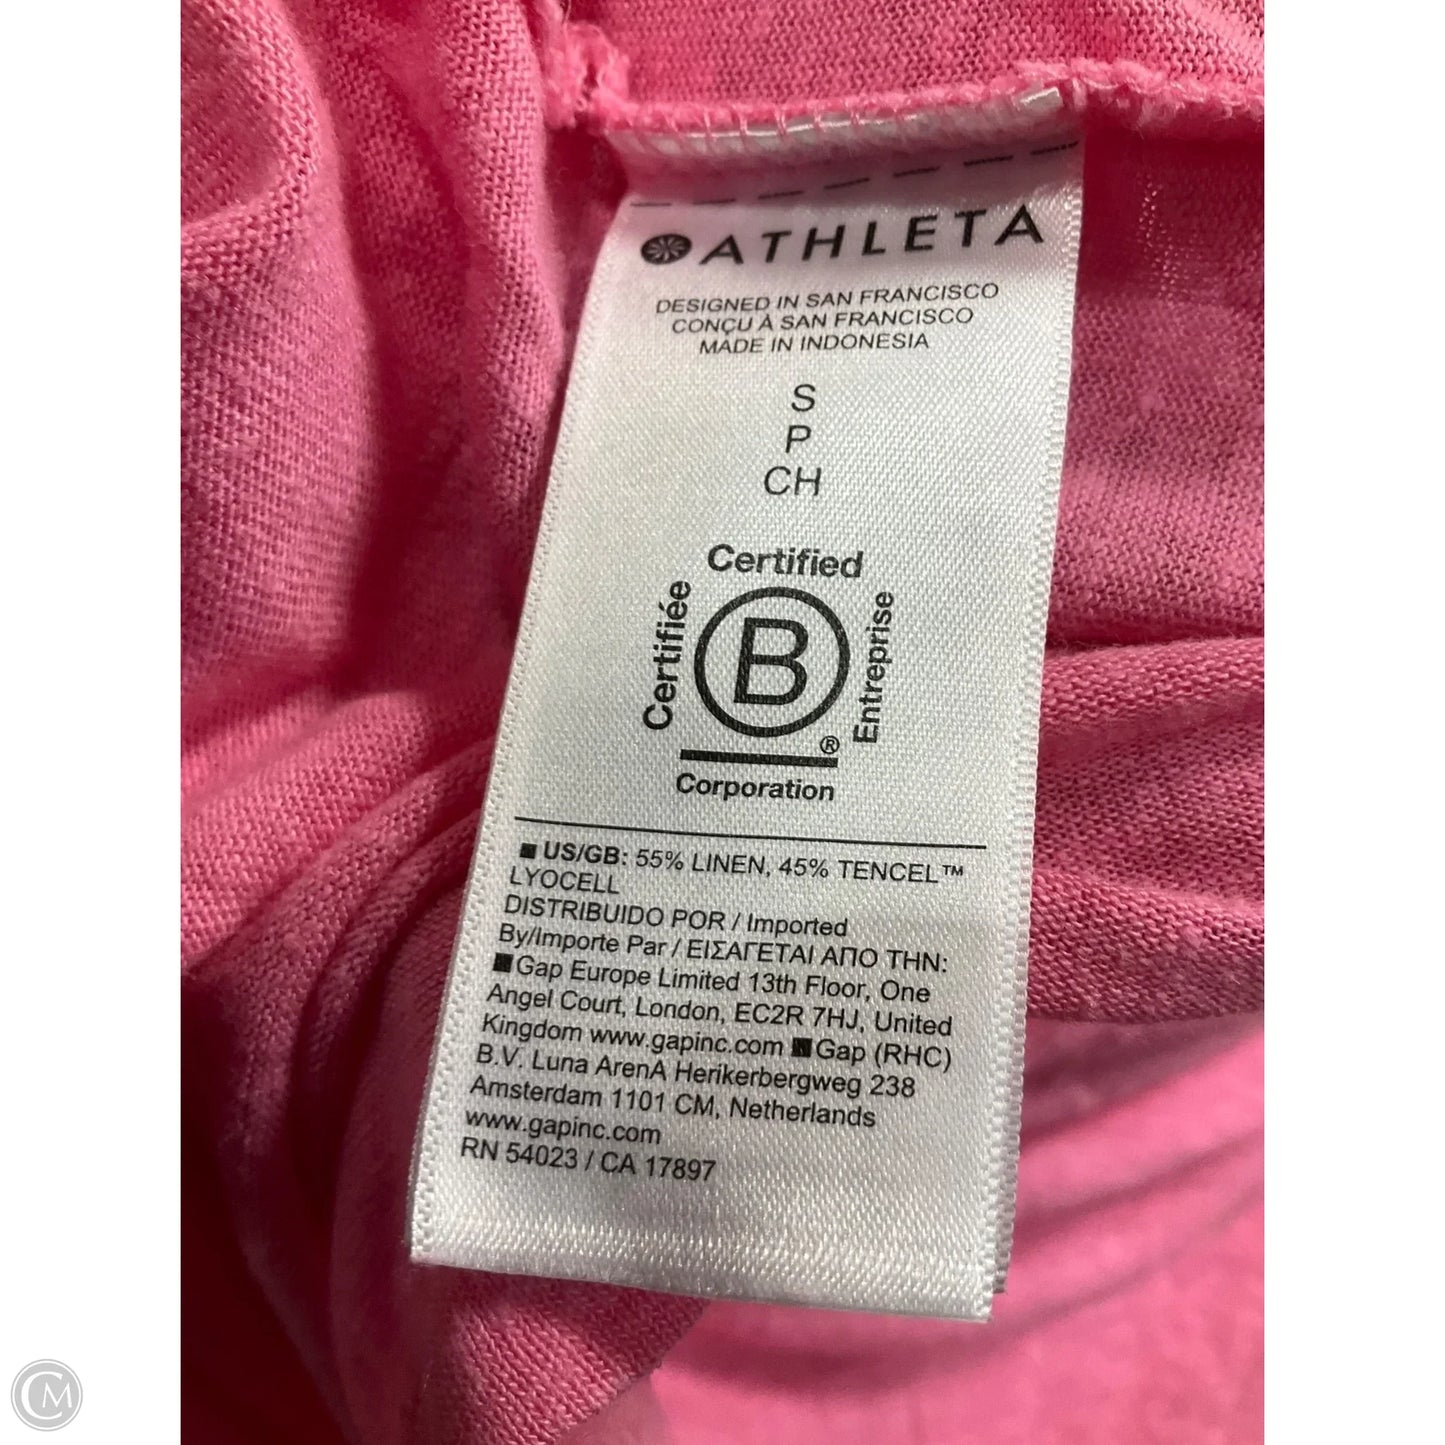 ATHLETA
DESIGNED IN SAN FRANCISCO
CONÇU À SAN FRANCISCO
MADE IN INDONESIA
S
P
CH
Certified
Certifiée
B
Entreprise
®
Corporation
■ US/GB: 55% LINEN, 45% TENCEL™
LYOCELL
DISTRIBUIDO POR / Imported
By/Importe Par / ΕΙΣΑΓΕΤΑΙ ΑΠΟ ΤΗΝ:
■ Gap Europe Limited 13th Floor, One
Angel Court, London, EC2R 7HJ, United
Kingdom www.gapinc.com ■ Gap (RHC)
B.V. Luna ArenA Herikerbergweg 238
Amsterdam 1101 CM, Netherlands
www.gapinc.com
RN 54023 / CA 17897
CM